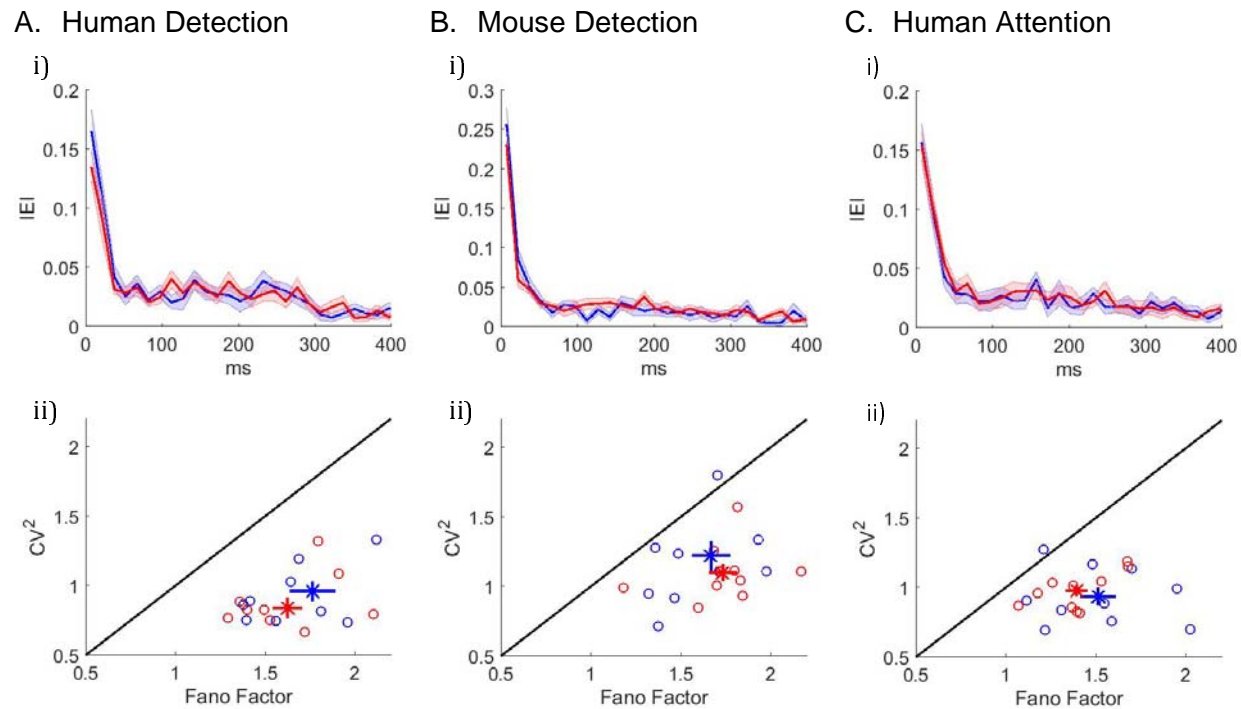 A. Human Detection
i)
0.2
0.15
0.1
0.05
0
|E|
0 100 200 300 400
ms
ii)
2
1.5
1
0.5
CV²
0.5 1 1.5 2
Fano Factor
B. Mouse Detection
i)
0.3
0.25
0.2
0.15
0.1
0.05
0
|E|
0 100 200 300 400
ms
ii)
2
1.5
1
0.5
CV²
0.5 1 1.5 2
Fano Factor
C. Human Attention
i)
0.2
0.15
0.1
0.05
0
|E|
0 100 200 300 400
ms
ii)
2
1.5
1
0.5
CV²
0.5 1 1.5 2
Fano Factor